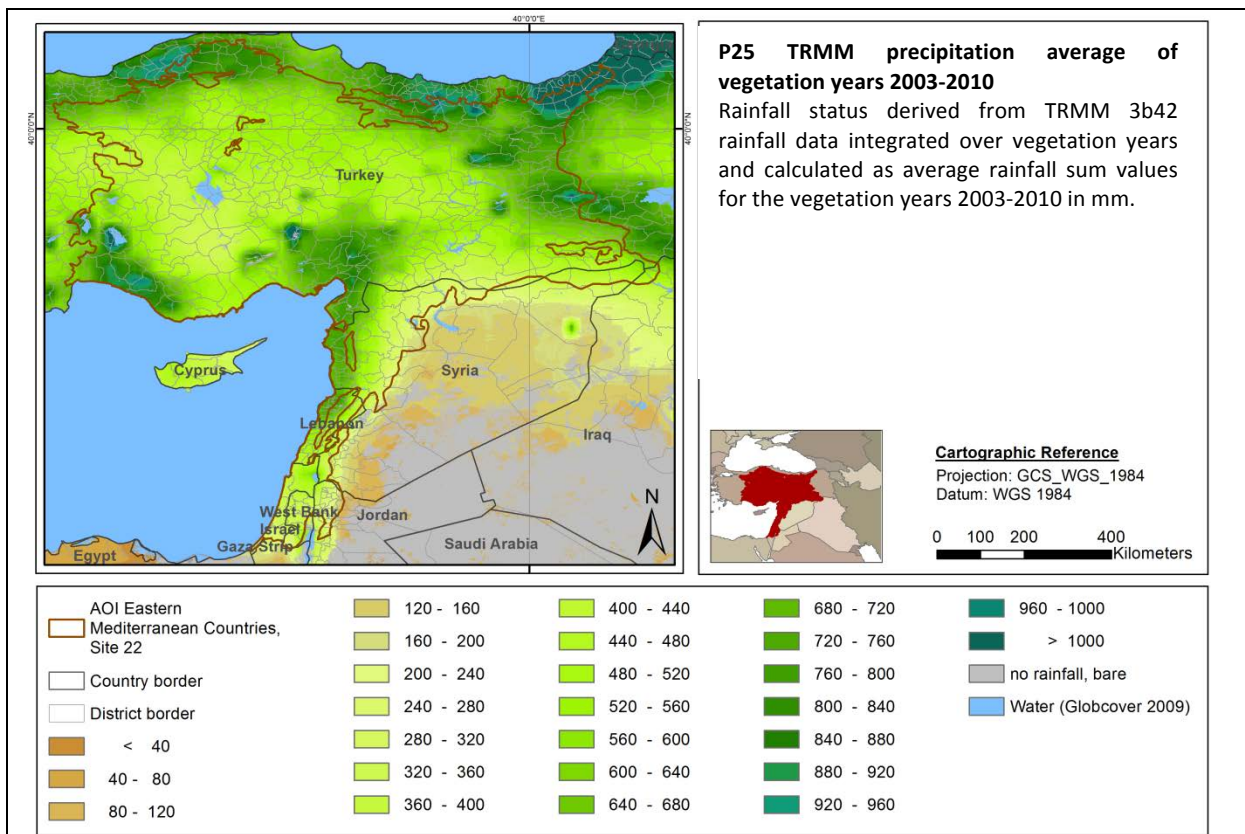 40°0'0"E
40°0'0"N
40°0'0"N
Turkey
Cyprus
Syria
Lebanon
Iraq
West Bank
Israel
Jordan
Gaza Strip
Saudi Arabia
Egypt
N
P25 TRMM precipitation average of
vegetation years 2003-2010
Rainfall status derived from TRMM 3b42
rainfall data integrated over vegetation years
and calculated as average rainfall sum values
for the vegetation years 2003-2010 in mm.
Cartographic Reference
Projection: GCS_WGS_1984
Datum: WGS 1984
0 100 200 400
Kilometers
AOI Eastern
Mediterranean Countries,
Site 22
Country border
District border
< 40
40 - 80
80 - 120
120 - 160
160 - 200
200 - 240
240 - 280
280 - 320
320 - 360
360 - 400
400 - 440
440 - 480
480 - 520
520 - 560
560 - 600
600 - 640
640 - 680
680 - 720
720 - 760
760 - 800
800 - 840
840 - 880
880 - 920
920 - 960
960 - 1000
> 1000
no rainfall, bare
Water (Globcover 2009)